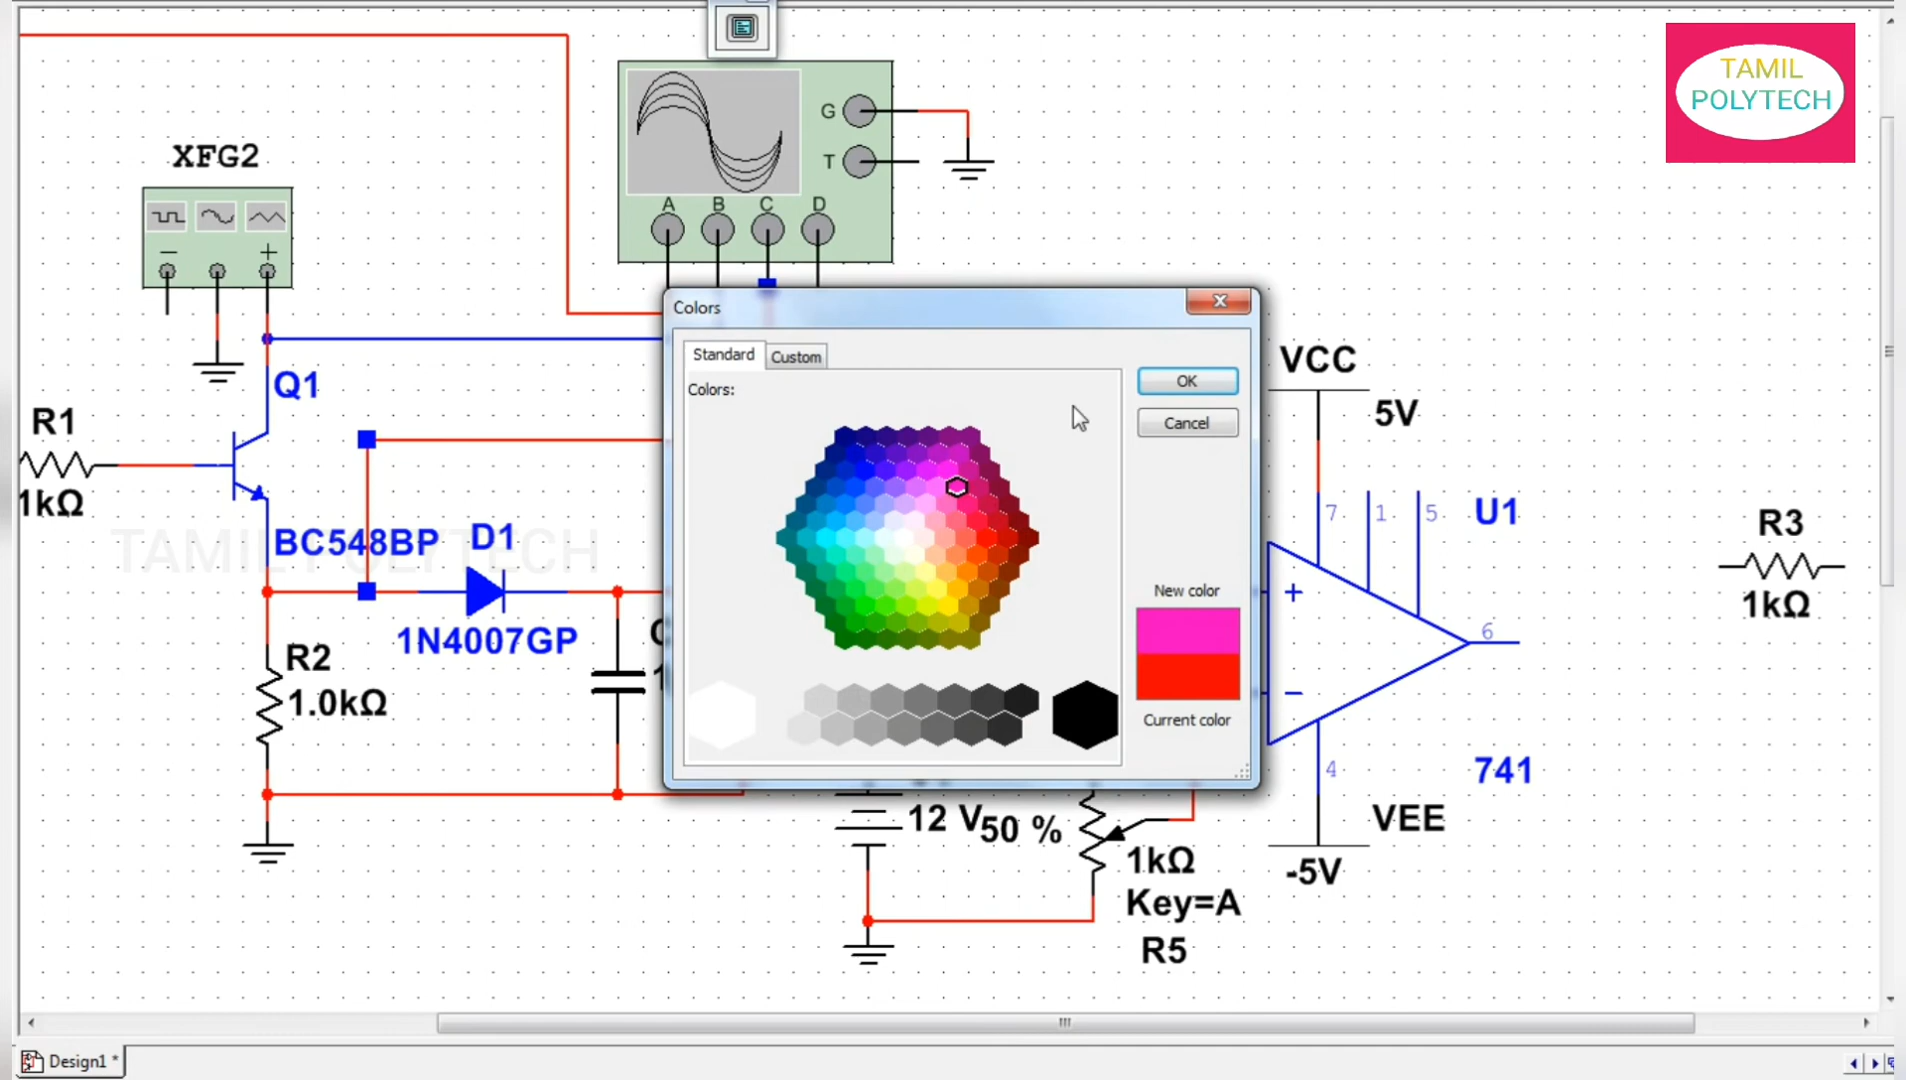 TAMIL
POLYTECH
G
XFG2
T
A B C D
Colors
Standard Custom
Colors:
OK
Cancel
VCC
5V
Q1
R1
1kΩ
TAMIL POLYTECH
BC548BP
D1
7 1 5
U1
R3
1kΩ
New color
6
1N4007GP
R2
1.0kΩ
Current color
4
741
12 V
50 %
VEE
1kΩ
-5V
Key=A
R5
Design1 *